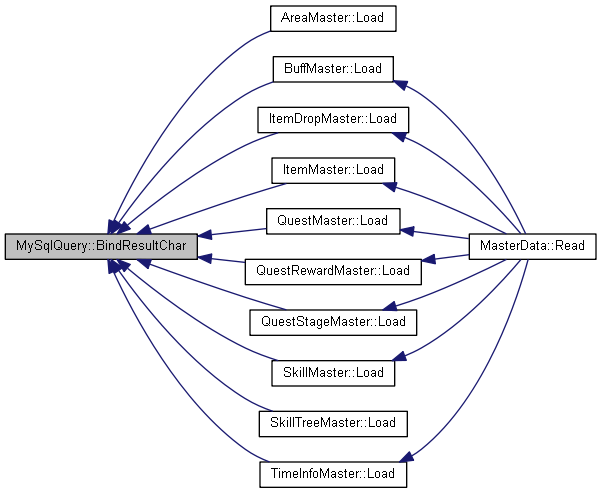 AreaMaster::Load
BuffMaster::Load
ItemDropMaster::Load
ItemMaster::Load
QuestMaster::Load
MySqlQuery::BindResultChar
MasterData::Read
QuestRewardMaster::Load
QuestStageMaster::Load
SkillMaster::Load
SkillTreeMaster::Load
TimeInfoMaster::Load